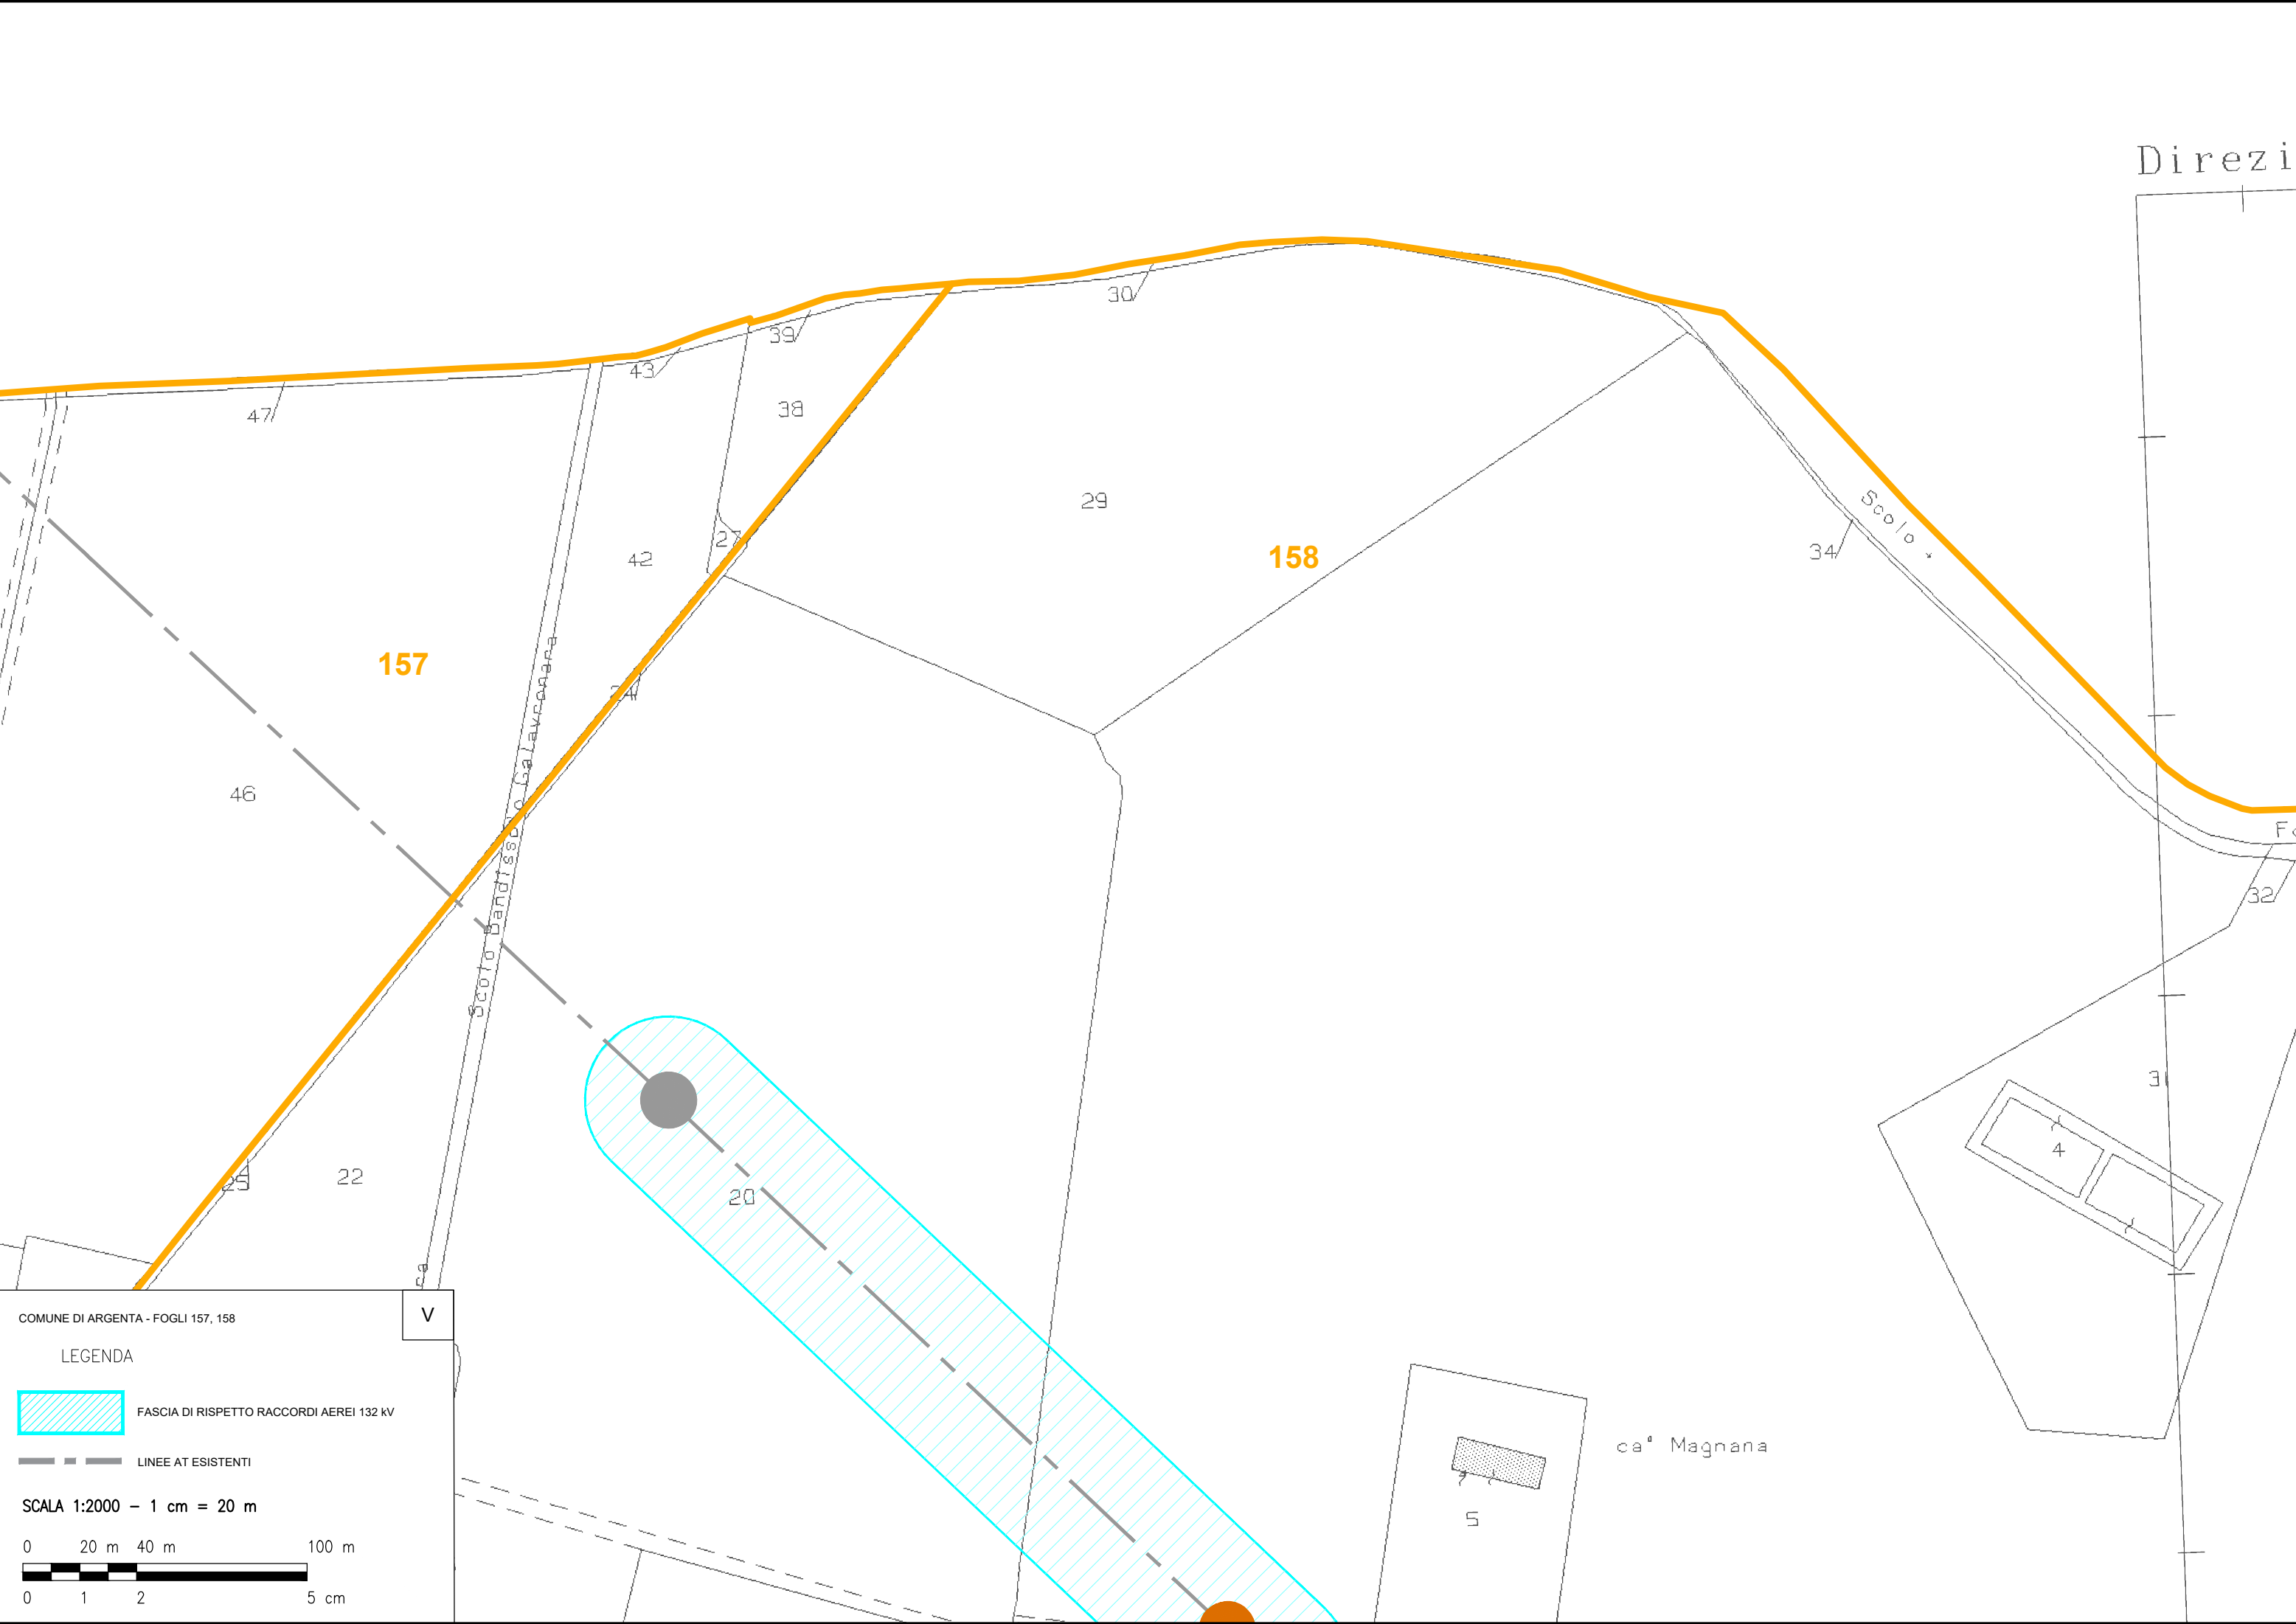 Direzi
30
39
43
47
38
29
27
42
158
34
Scolo
157
24
Scolo Bandissolo Galavronara
46
32
31
4
25
22
20
ra
COMUNE DI ARGENTA - FOGLI 157, 158
V
LEGENDA
FASCIA DI RISPETTO RACCORDI AEREI 132 kV
LINEE AT ESISTENTI
SCALA 1:2000 – 1 cm = 20 m
0 20 m 40 m 100 m
0 1 2 5 cm
ca' Magnana
5